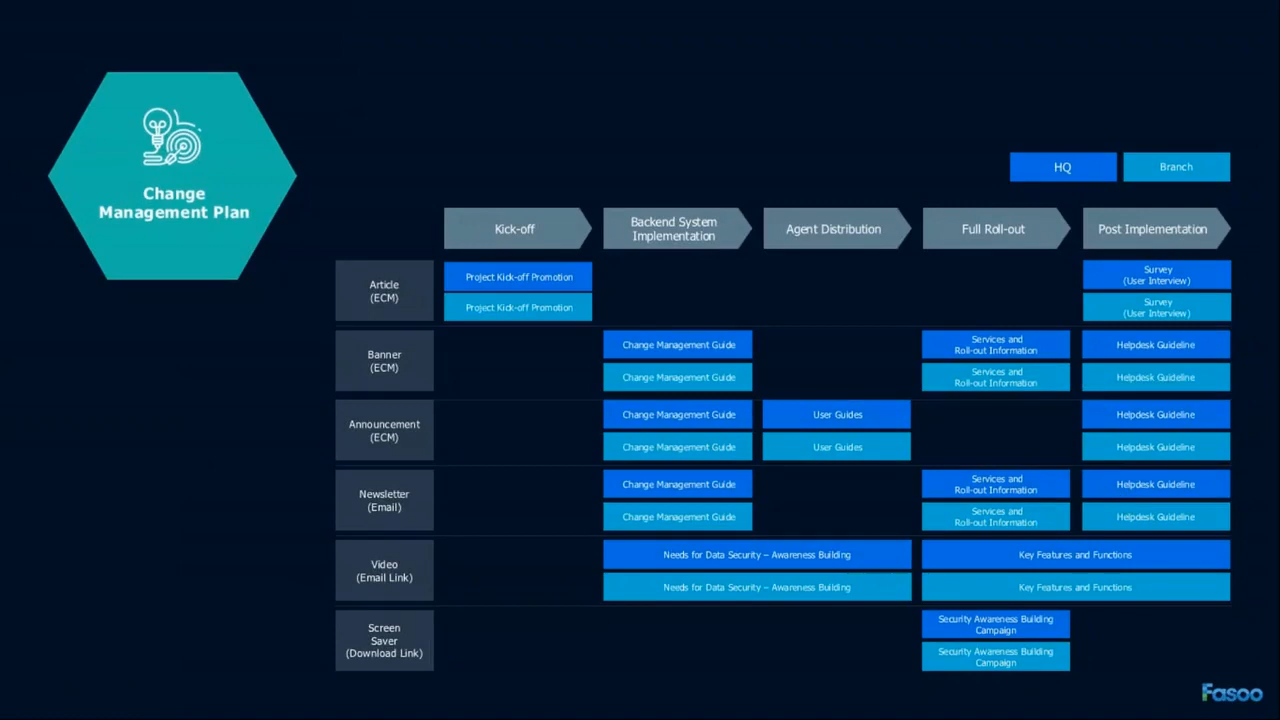 Change
Management Plan
HQ
Branch
Kick-off
Backend System
Implementation
Agent Distribution
Full Roll-out
Post Implementation
Article
(ECM)
Project Kick-off Promotion
Project Kick-off Promotion
Survey
(User Interview)
Survey
(User Interview)
Banner
(ECM)
Change Management Guide
Change Management Guide
Services and
Roll-out Information
Services and
Roll-out Information
Helpdesk Guideline
Helpdesk Guideline
Announcement
(ECM)
Change Management Guide
Change Management Guide
User Guides
User Guides
Helpdesk Guideline
Helpdesk Guideline
Newsletter
(Email)
Change Management Guide
Change Management Guide
Services and
Roll-out Information
Services and
Roll-out Information
Helpdesk Guideline
Helpdesk Guideline
Video
(Email Link)
Needs for Data Security – Awareness Building
Needs for Data Security – Awareness Building
Key Features and Functions
Key Features and Functions
Screen
Saver
(Download Link)
Security Awareness Building
Campaign
Security Awareness Building
Campaign
Fasoo